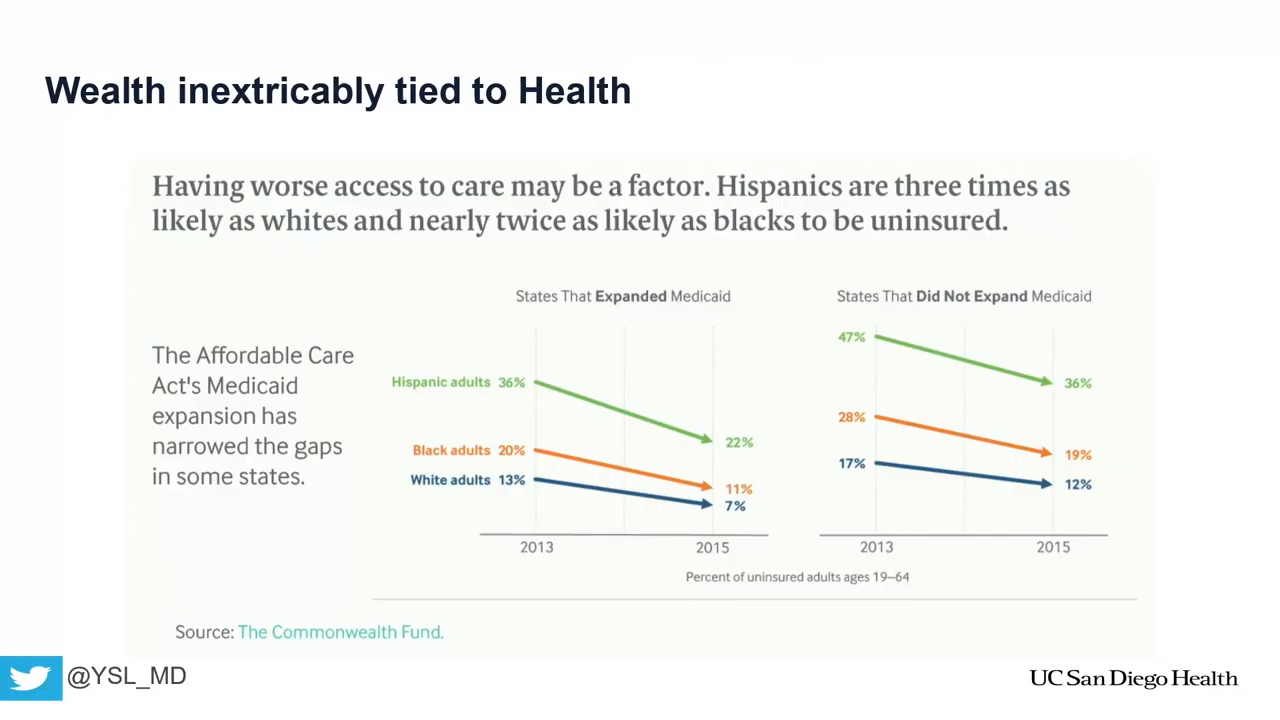 Wealth inextricably tied to Health
Having worse access to care may be a factor. Hispanics are three times as
likely as whites and nearly twice as likely as blacks to be uninsured.
The Affordable Care
Act's Medicaid
expansion has
narrowed the gaps
in some states.
States That Expanded Medicaid
Hispanic adults 36%
22%
Black adults 20%
11%
White adults 13%
7%
2013
2015
States That Did Not Expand Medicaid
47%
36%
28%
19%
17%
12%
2013
2015
Percent of uninsured adults ages 19–64
Source: The Commonwealth Fund.
@YSL_MD
UC San Diego Health